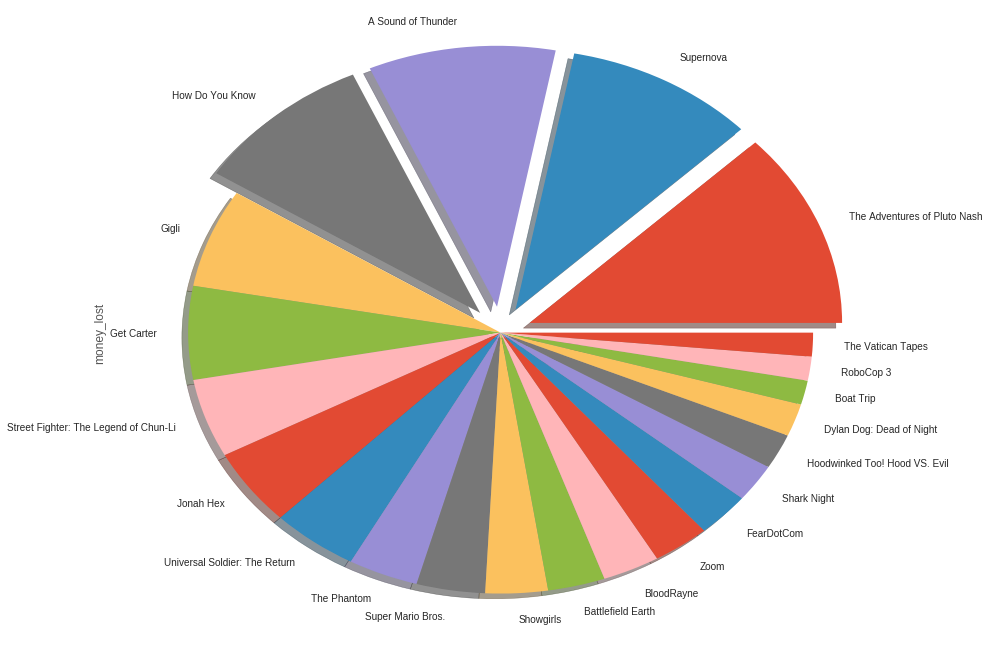 A Sound of Thunder
Supernova
How Do You Know
The Adventures of Pluto Nash
Gigli
money_lost
Get Carter
The Vatican Tapes
RoboCop 3
Boat Trip
Street Fighter: The Legend of Chun-Li
Dylan Dog: Dead of Night
Hoodwinked Too! Hood VS. Evil
Jonah Hex
Shark Night
FearDotCom
Universal Soldier: The Return
Zoom
The Phantom
BloodRayne
Super Mario Bros.
Battlefield Earth
Showgirls